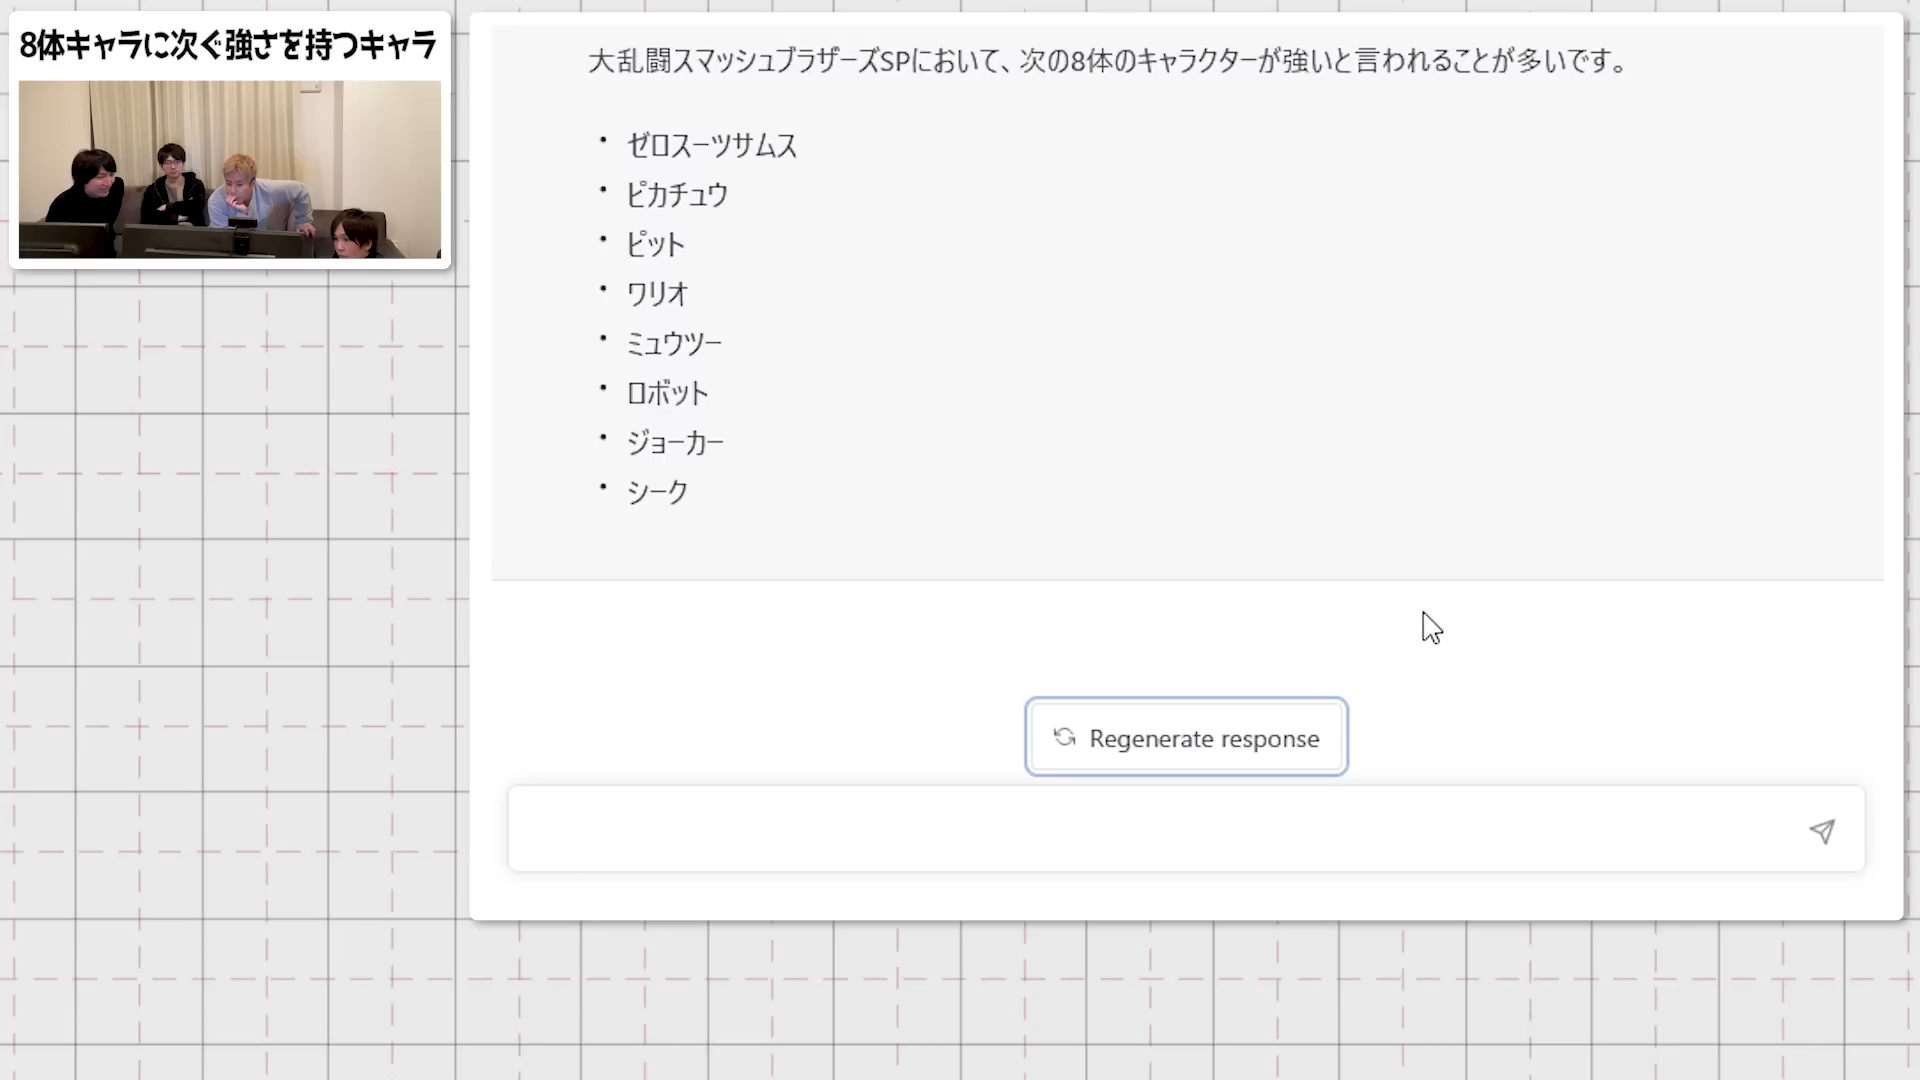 8体キャラに次ぐ強さを持つキャラ
大乱闘スマッシュブラザーズSPにおいて、次の8体のキャラクターが強いと言われることが多いです。
・ ゼロスーツサムス
・ ピカチュウ
・ ピット
・ ワリオ
・ ミュウツー
・ ロボット
・ ジョーカー
・ シーク
Regenerate response